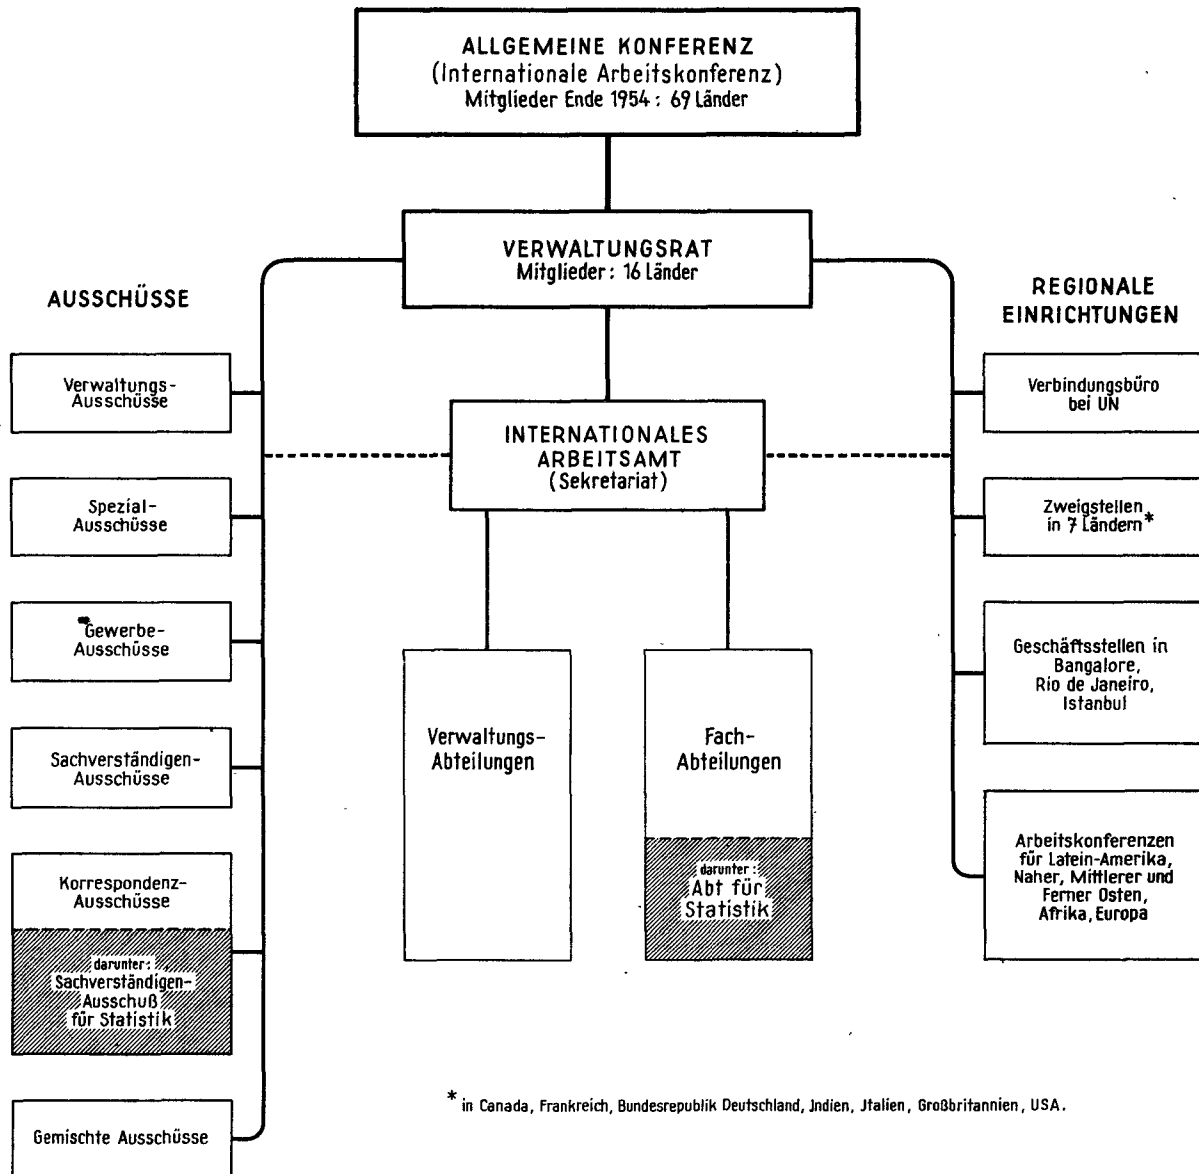 ALLGEMEINE KONFERENZ
(Internationale Arbeitskonferenz)
Mitglieder Ende 1954: 69 Länder
VERWALTUNGSRAT
Mitglieder: 16 Länder
AUSSCHÜSSE
Verwaltungs-
Ausschüsse
Spezial-
Ausschüsse
Gewerbe-
Ausschüsse
Sachverständigen-
Ausschüsse
Korrespondenz-
Ausschüsse
darunter:
Sachverständigen-
Ausschuß
für Statistik
Gemischte Ausschüsse
INTERNATIONALES
ARBEITSAMT
(Sekretariat)
Verwaltungs-
Abteilungen
Fach-
Abteilungen
darunter:
Abt für
Statistik
REGIONALE
EINRICHTUNGEN
Verbindungsbüro
bei UN
Zweigstellen
in 7 Ländern*
Geschäftsstellen in
Bangalore,
Rio de Janeiro,
Istanbul
Arbeitskonferenzen
für Latein-Amerika,
Naher, Mittlerer und
Ferner Osten,
Afrika, Europa
* in Canada, Frankreich, Bundesrepublik Deutschland, Jndien, Jtalien, Großbritannien, USA.